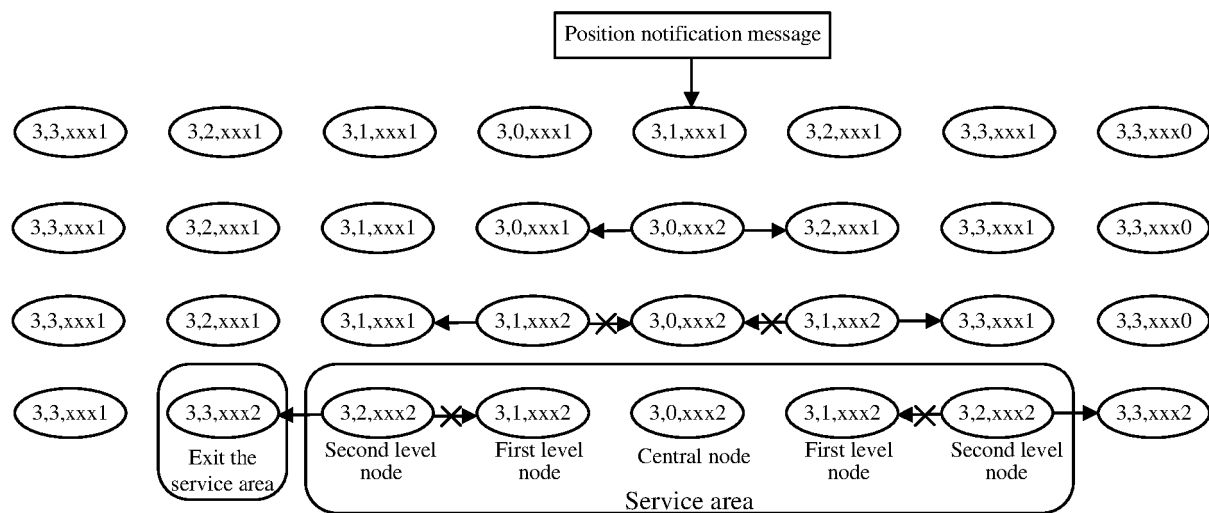 Position notification message
3,3,xxx1 3,2,xxx1 3,1,xxx1 3,0,xxx1 3,1,xxx1 3,2,xxx1 3,3,xxx1 3,3,xxx0
3,3,xxx1 3,2,xxx1 3,1,xxx1 3,0,xxx1 3,0,xxx2 3,2,xxx1 3,3,xxx1 3,3,xxx0
3,3,xxx1 3,2,xxx1 3,1,xxx1 3,1,xxx2 3,0,xxx2 3,1,xxx2 3,3,xxx1 3,3,xxx0
3,3,xxx1 3,3,xxx2 3,2,xxx2 3,1,xxx2 3,0,xxx2 3,1,xxx2 3,2,xxx2 3,3,xxx2
Exit the
service area
Second level
node
First level
node
Central node
First level
node
Second level
node
Service area